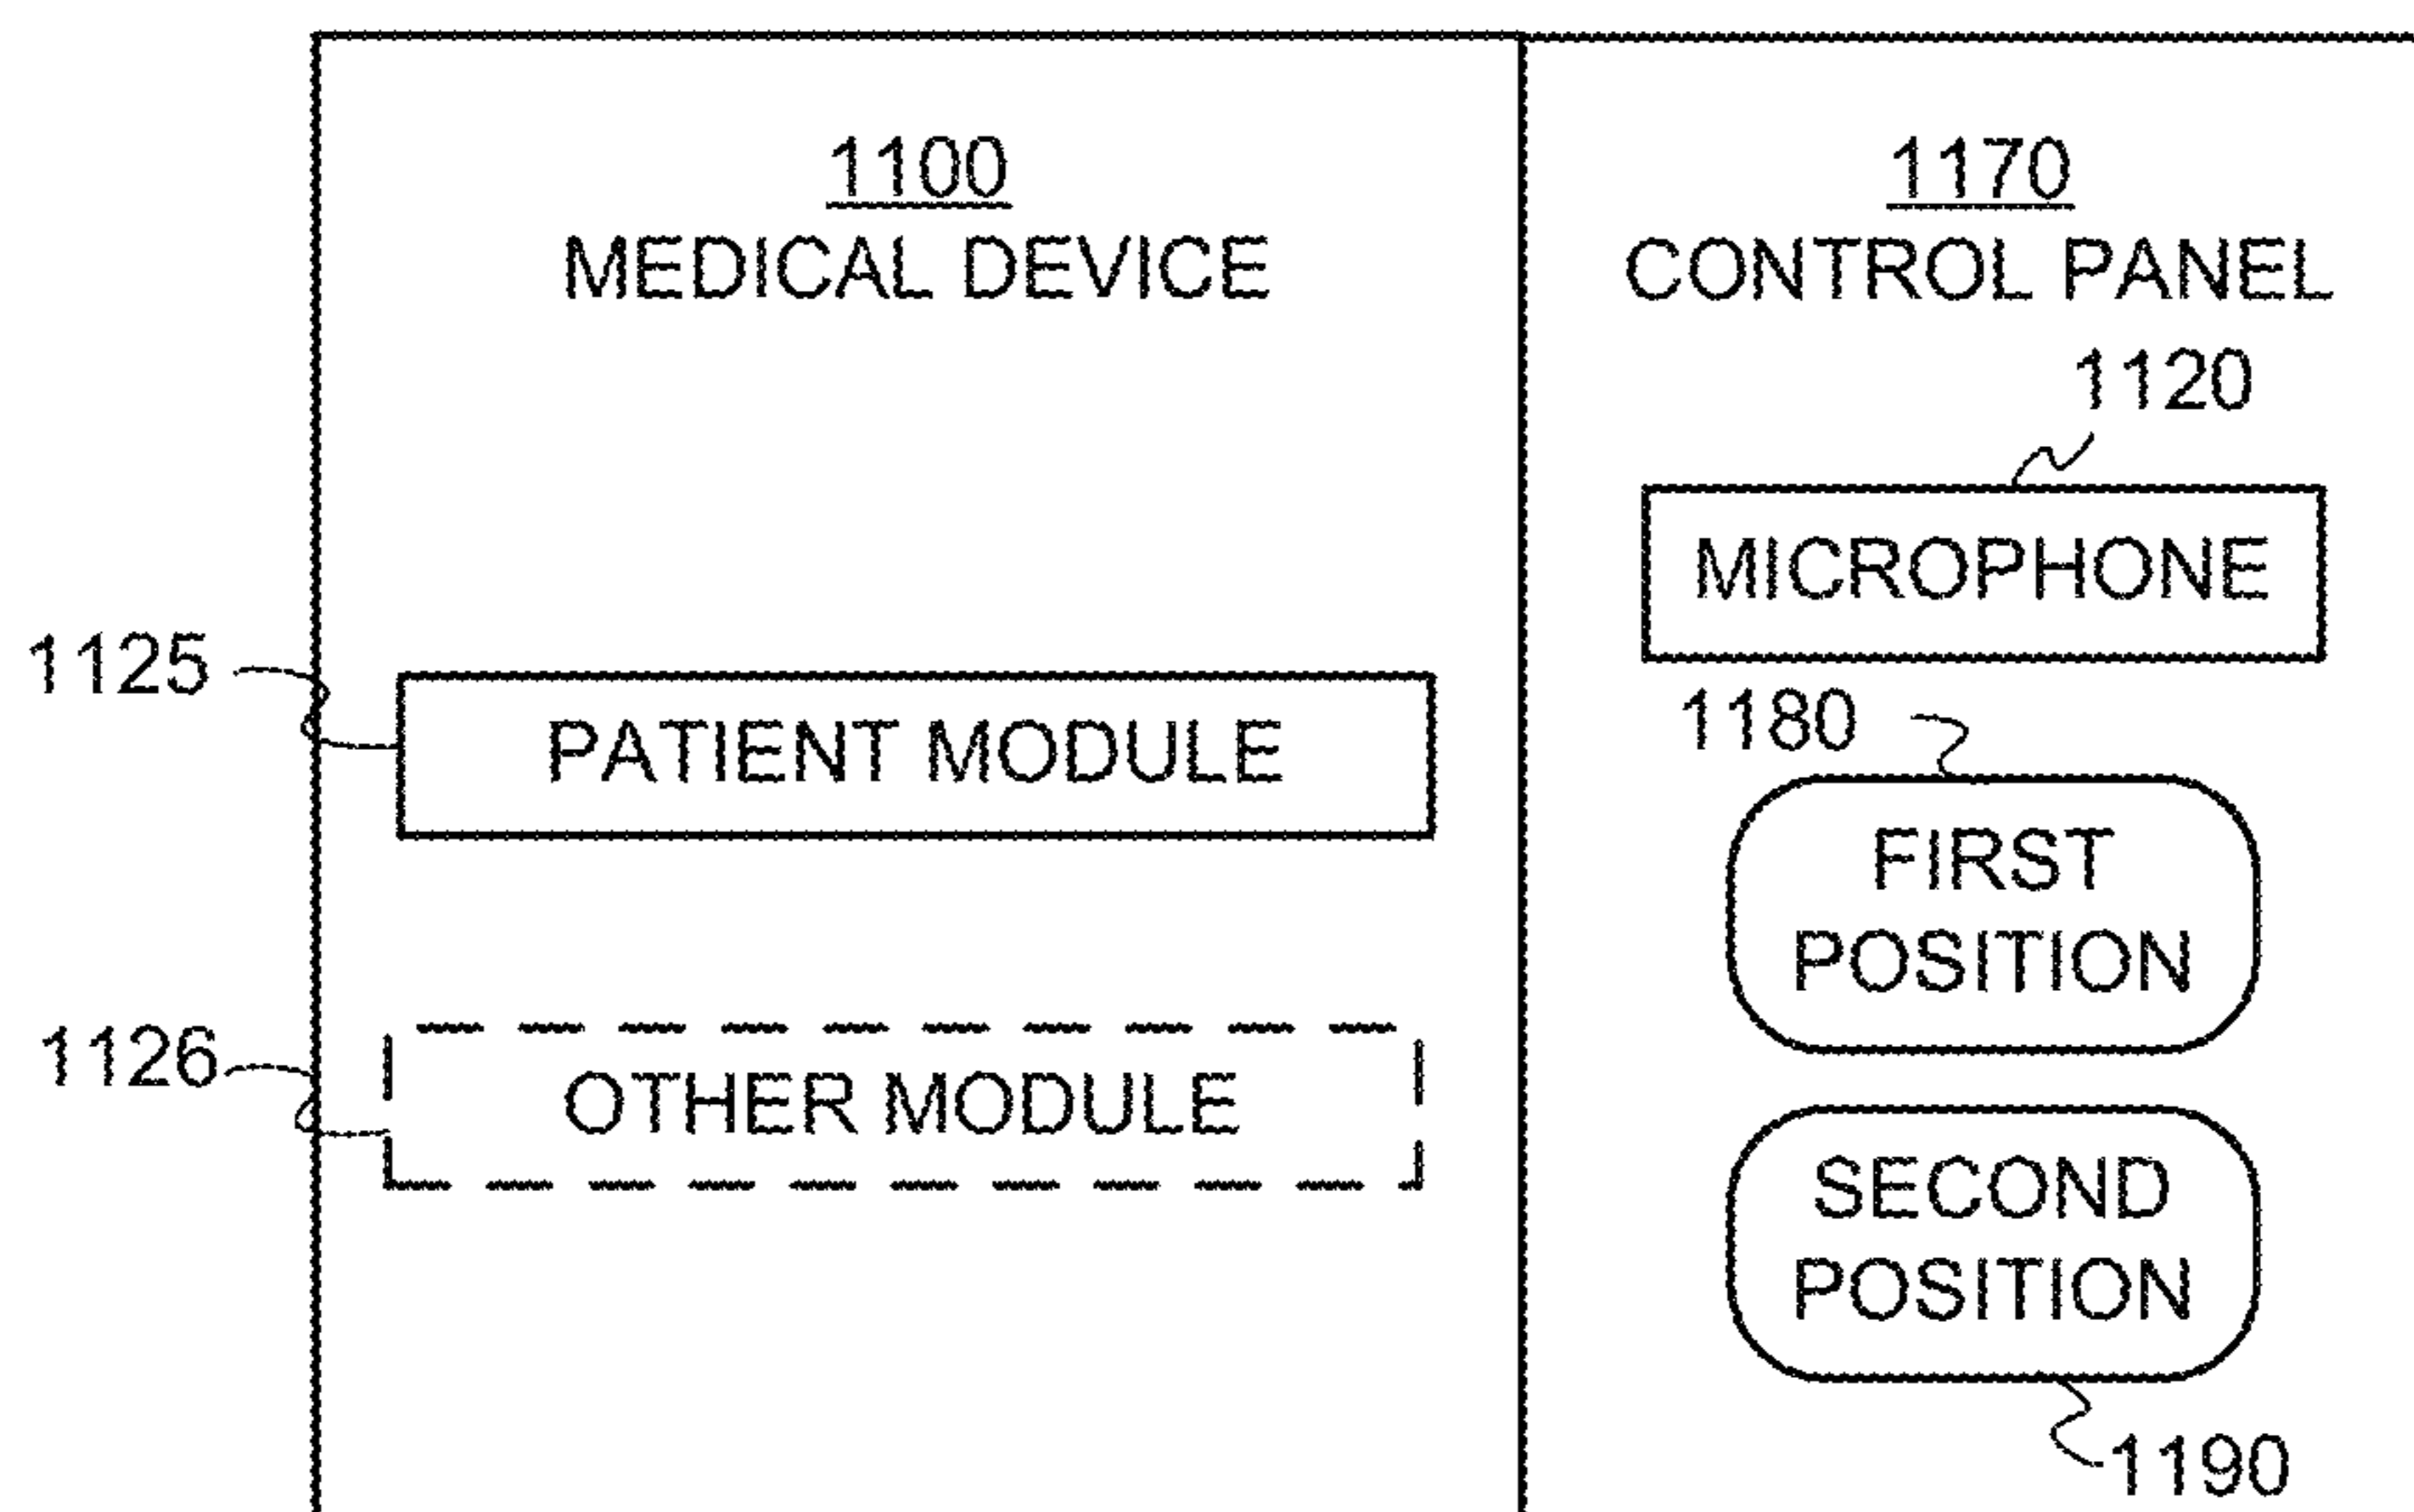 1100
MEDICAL DEVICE
1125
PATIENT MODULE
1126
OTHER MODULE
1170
CONTROL PANEL
1120
MICROPHONE
1180
FIRST
POSITION
SECOND
POSITION
1190